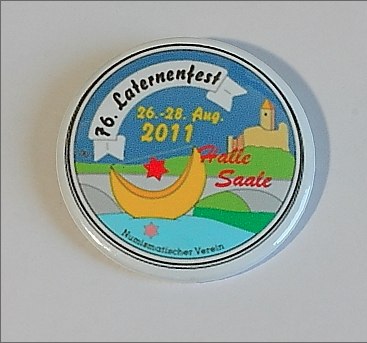 76. Laternenfest
26.-28. Aug.
2011
Halle
Saale
Numismatischer Verein